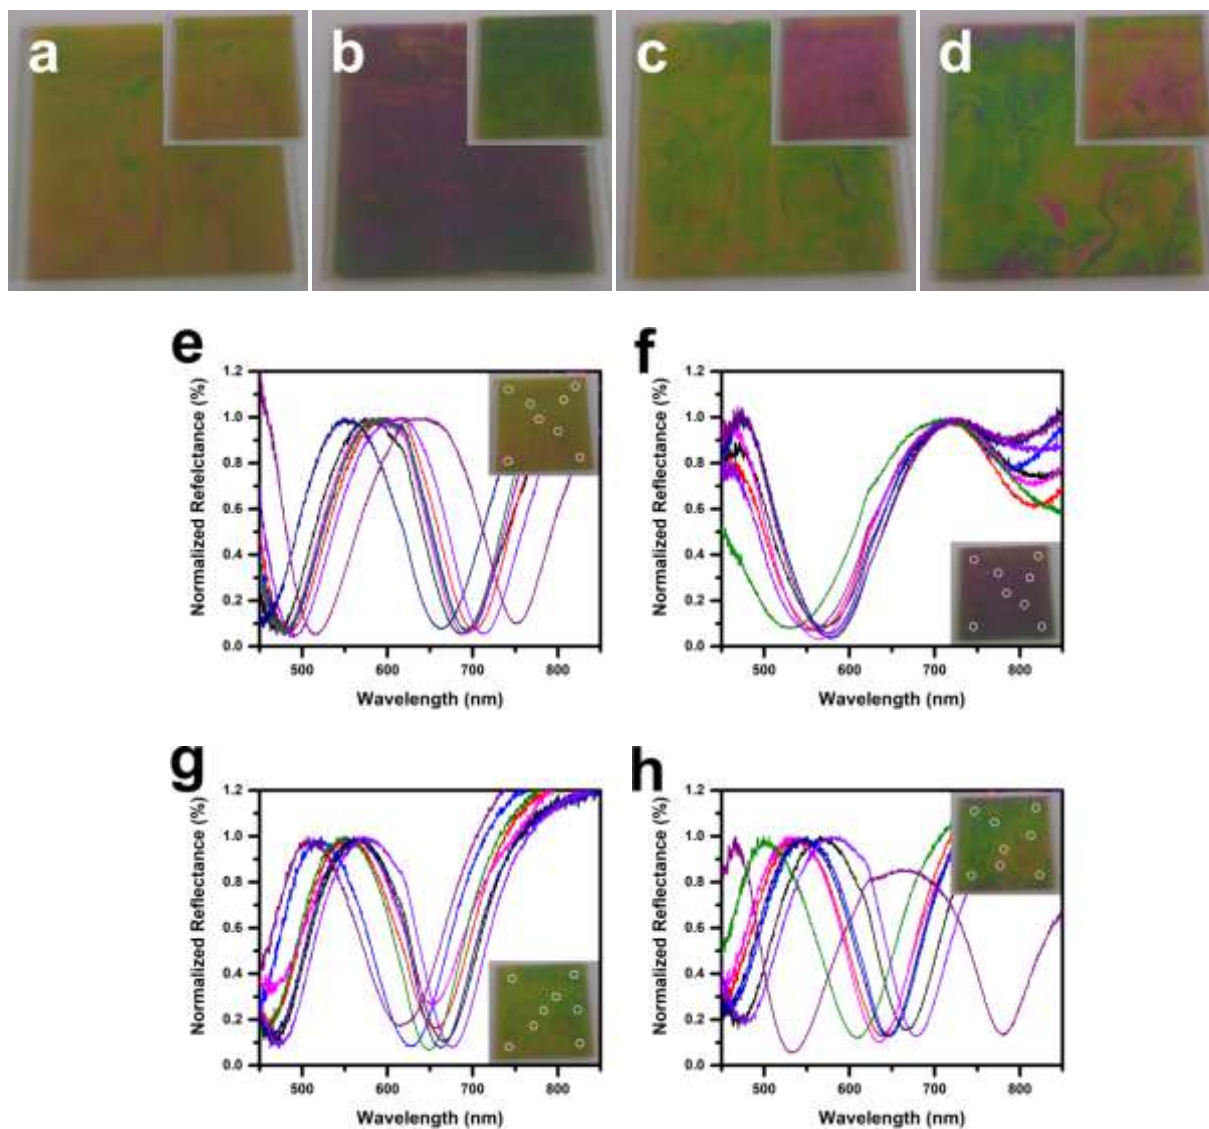 a b c d
e f
1.2 1.2
1.0 1.0
0.8 0.8
0.6 0.6
0.4 0.4
0.2 0.2
0.0 0.0
500 600 700 800 500 600 700 800
Normalized Refelctance (%) Normalized Reflectance (%)
Wavelength (nm) Wavelength (nm)
g h
1.2 1.2
1.0 1.0
0.8 0.8
0.6 0.6
0.4 0.4
0.2 0.2
0.0 0.0
500 600 700 800 500 600 700 800
Normalized Reflectance (%) Normalized Reflectance (%)
Wavelength (nm) Wavelength (nm)